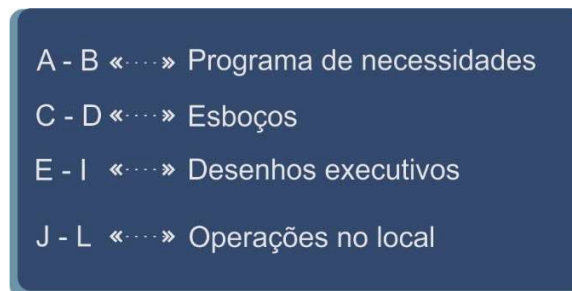 A - B «····» Programa de necessidades
C - D «····» Esboços
E - I «····» Desenhos executivos
J - L «····» Operações no local